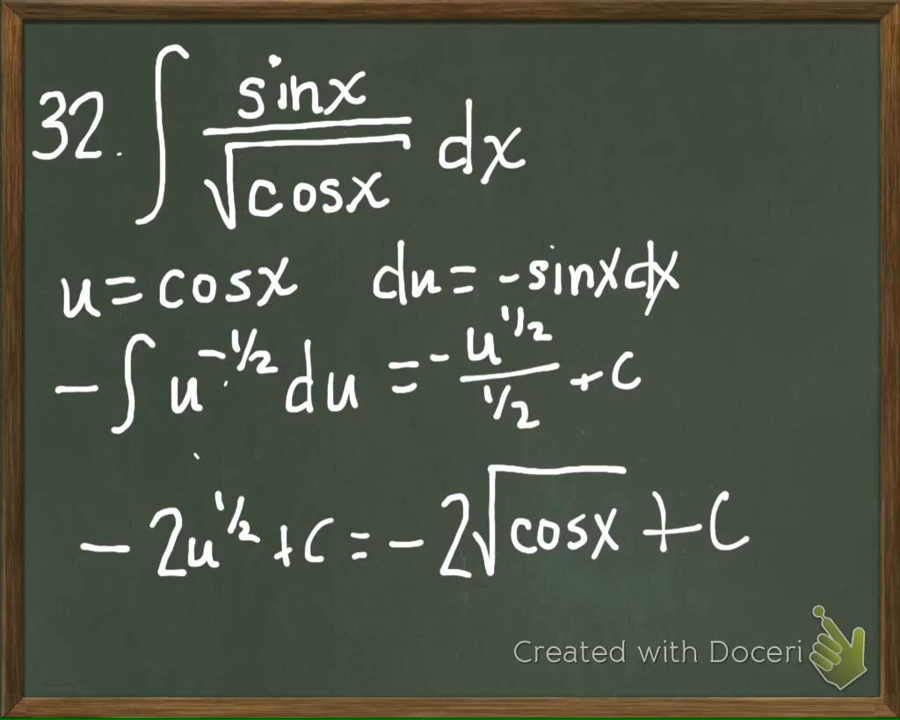 32. ∫ sinx/√cosx dx
u=cosx du=-sinxdx
-∫u^-1/2 du = -u^1/2 / 1/2 +C
-2u^1/2 +C = -2√cosx +C
Created with Doceri